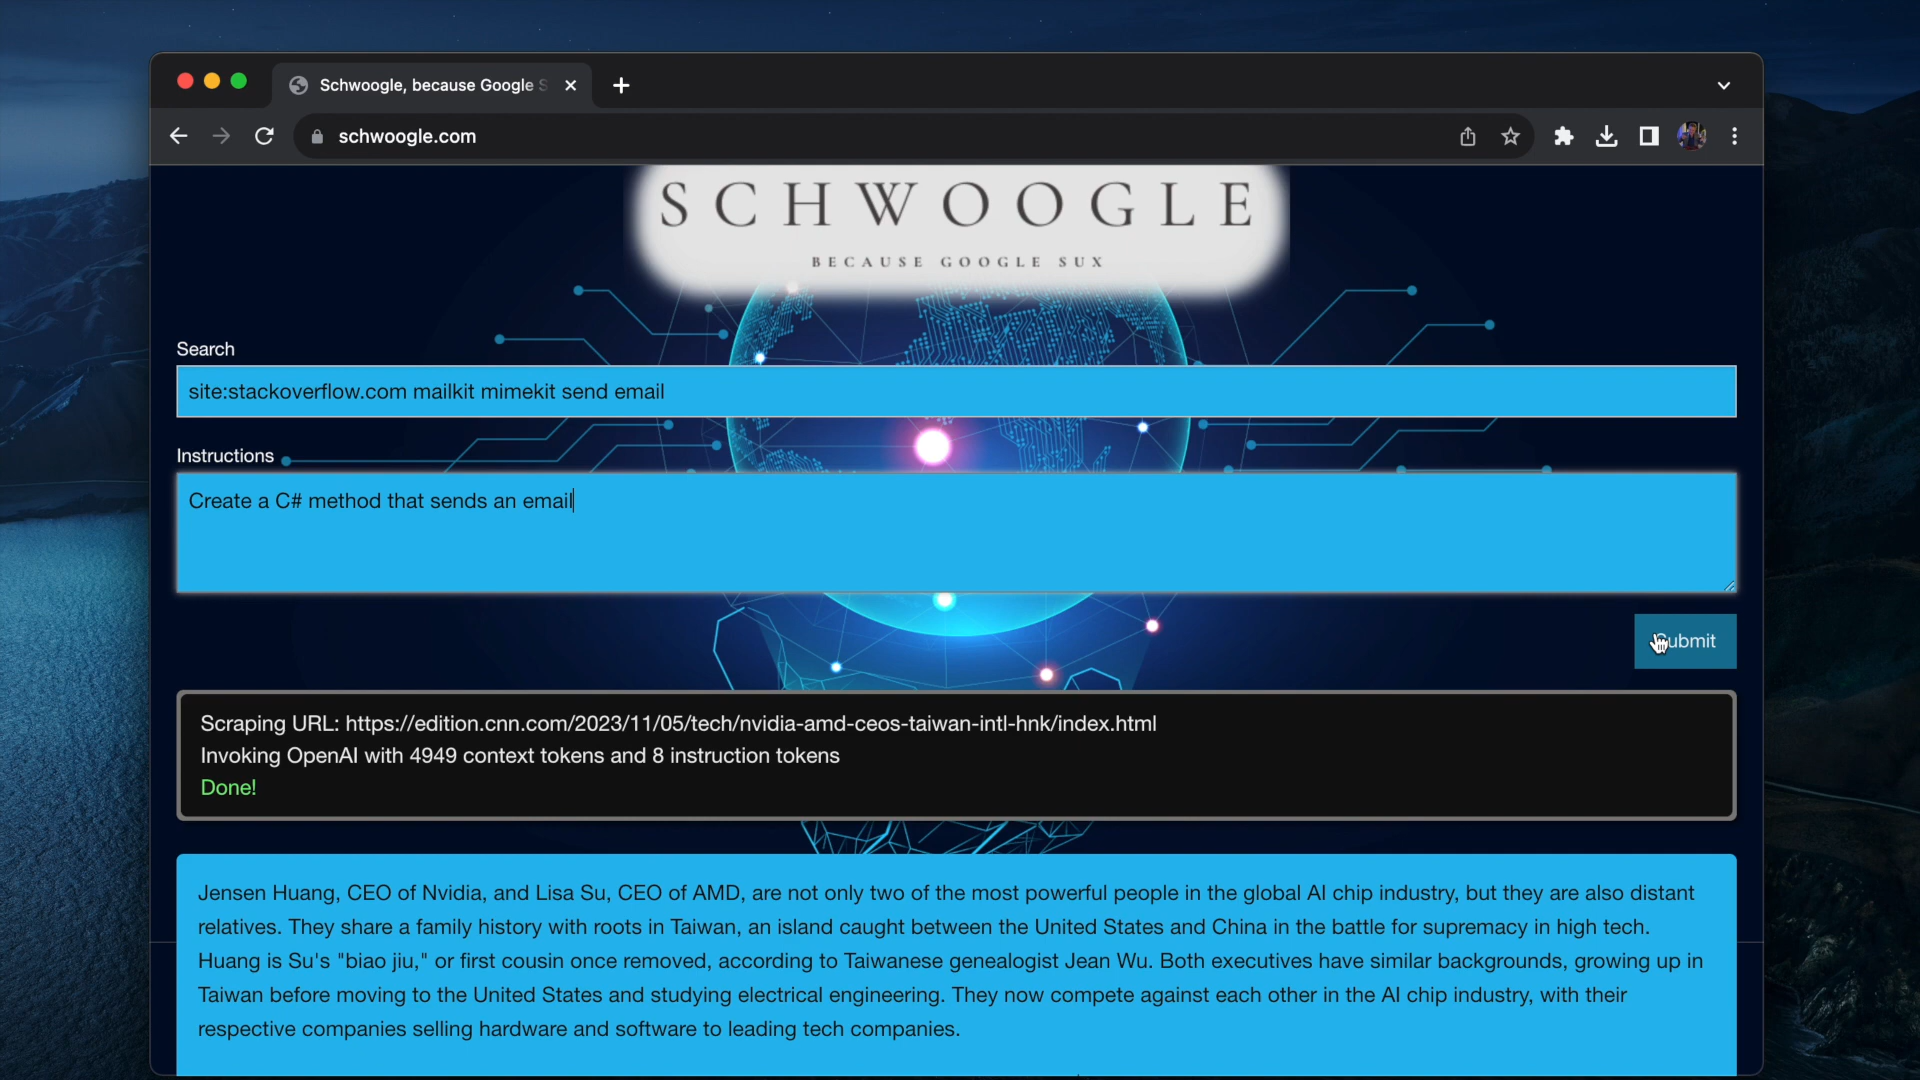 Schwoogle, because Google S
schwoogle.com
SCHWOOGLE
BECAUSE GOOGLE SUX
Search
site:stackoverflow.com mailkit mimekit send email
Instructions
Create a C# method that sends an email
Submit
Scraping URL: https://edition.cnn.com/2023/11/05/tech/nvidia-amd-ceos-taiwan-intl-hnk/index.html
Invoking OpenAI with 4949 context tokens and 8 instruction tokens
Done!
Jensen Huang, CEO of Nvidia, and Lisa Su, CEO of AMD, are not only two of the most powerful people in the global AI chip industry, but they are also distant
relatives. They share a family history with roots in Taiwan, an island caught between the United States and China in the battle for supremacy in high tech.
Huang is Su's "biao jiu," or first cousin once removed, according to Taiwanese genealogist Jean Wu. Both executives have similar backgrounds, growing up in
Taiwan before moving to the United States and studying electrical engineering. They now compete against each other in the AI chip industry, with their
respective companies selling hardware and software to leading tech companies.